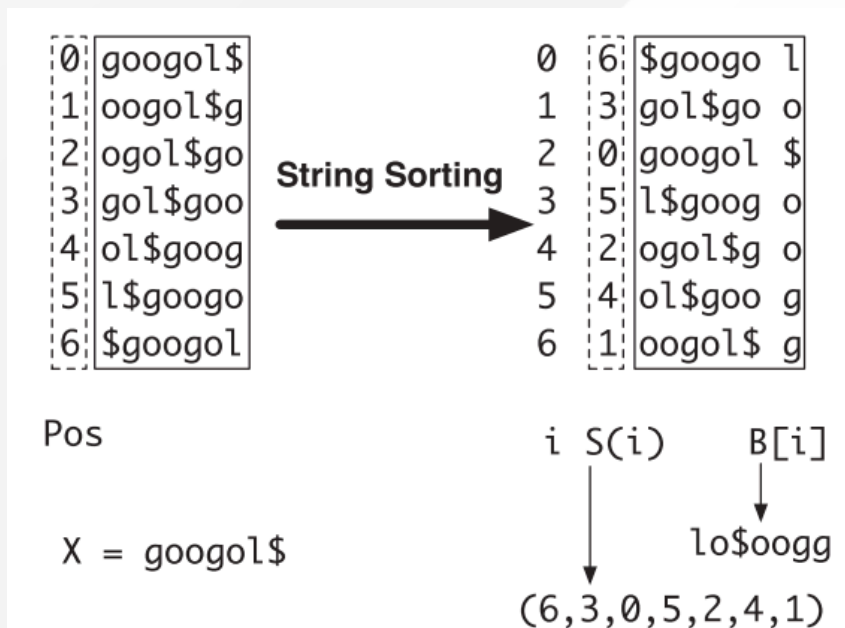 0 googol$
1 oogol$g
2 ogol$go
3 gol$goo
4 ol$goog
5 l$googo
6 $googol
Pos
X = googol$
String Sorting
0 6 $googo l
1 3 gol$go o
2 0 googol $
3 5 l$goog o
4 2 ogol$g o
5 4 ol$goo g
6 1 oogol$ g
i S(i) B[i]
lo$oogg
(6,3,0,5,2,4,1)